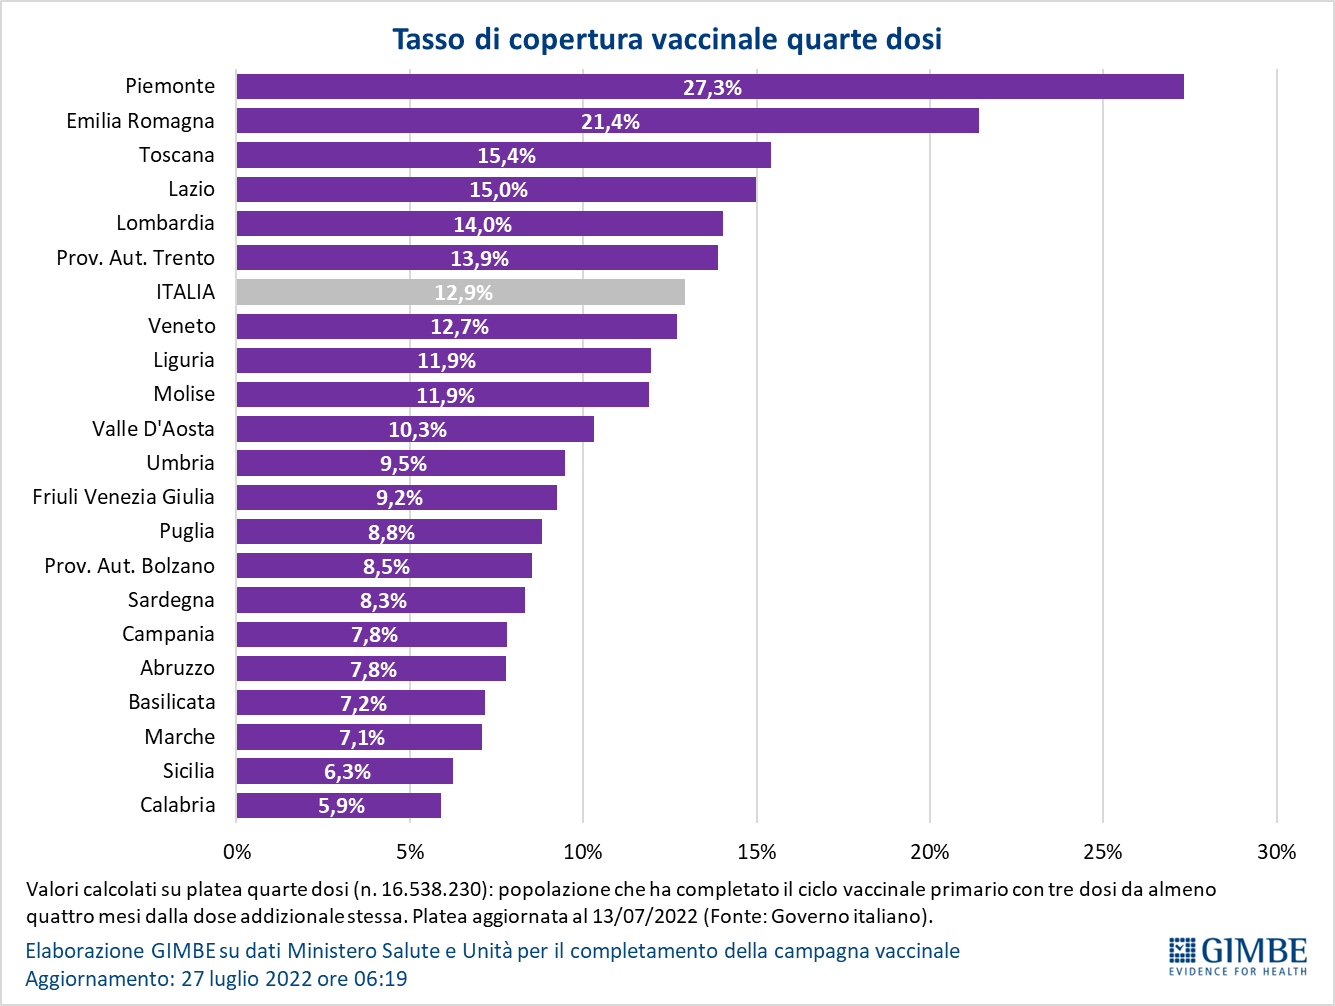 Tasso di copertura vaccinale quarte dosi
Piemonte 27,3%
Emilia Romagna 21,4%
Toscana 15,4%
Lazio 15,0%
Lombardia 14,0%
Prov. Aut. Trento 13,9%
ITALIA 12,9%
Veneto 12,7%
Liguria 11,9%
Molise 11,9%
Valle D'Aosta 10,3%
Umbria 9,5%
Friuli Venezia Giulia 9,2%
Puglia 8,8%
Prov. Aut. Bolzano 8,5%
Sardegna 8,3%
Campania 7,8%
Abruzzo 7,8%
Basilicata 7,2%
Marche 7,1%
Sicilia 6,3%
Calabria 5,9%
0% 5% 10% 15% 20% 25% 30%
Valori calcolati su platea quarte dosi (n. 16.538.230): popolazione che ha completato il ciclo vaccinale primario con tre dosi da almeno
quattro mesi dalla dose addizionale stessa. Platea aggiornata al 13/07/2022 (Fonte: Governo italiano).
Elaborazione GIMBE su dati Ministero Salute e Unità per il completamento della campagna vaccinale
Aggiornamento: 27 luglio 2022 ore 06:19
GIMBE
EVIDENCE FOR HEALTH